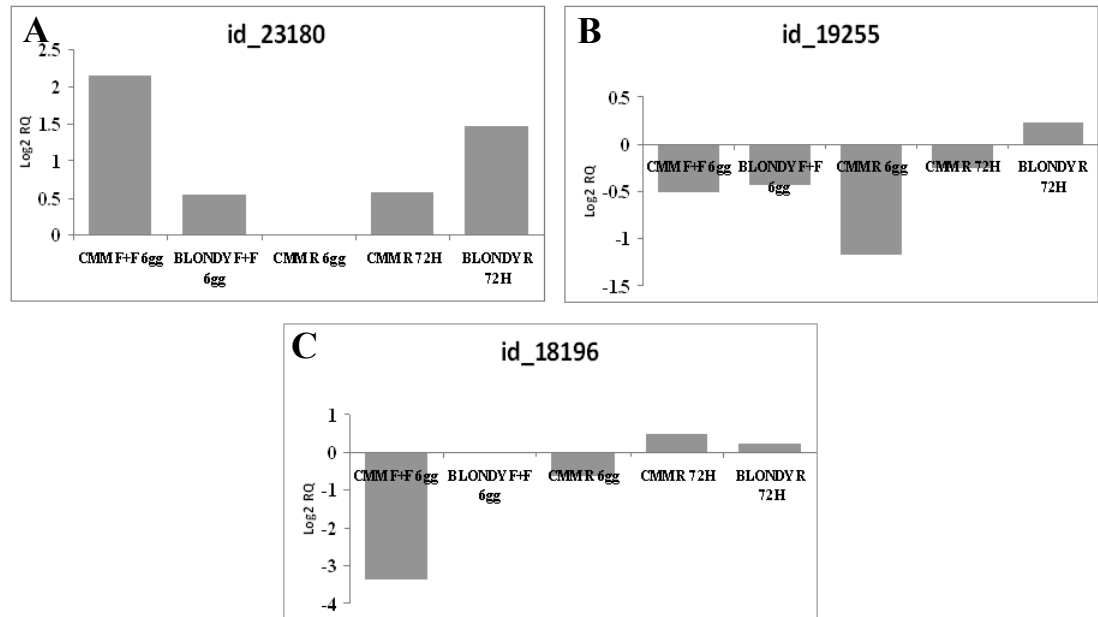 A
id_23180
2.5
2
1.5
1
0.5
0
Log2 RQ
CMM F+F 6gg
BLONDY F+F
6gg
CMM R 6gg
CMM R 72H
BLONDY R
72H
B
id_19255
0.5
0
-0.5
-1
-1.5
Log2 RQ
CMM F+F 6gg
BLONDY F+F
6gg
CMM R 6gg
CMM R 72H
BLONDY R
72H
C
id_18196
1
0
-1
-2
-3
-4
Log2 RQ
CMM F+F 6gg
BLONDY F+F
6gg
CMM R 6gg
CMM R 72H
BLONDY R
72H